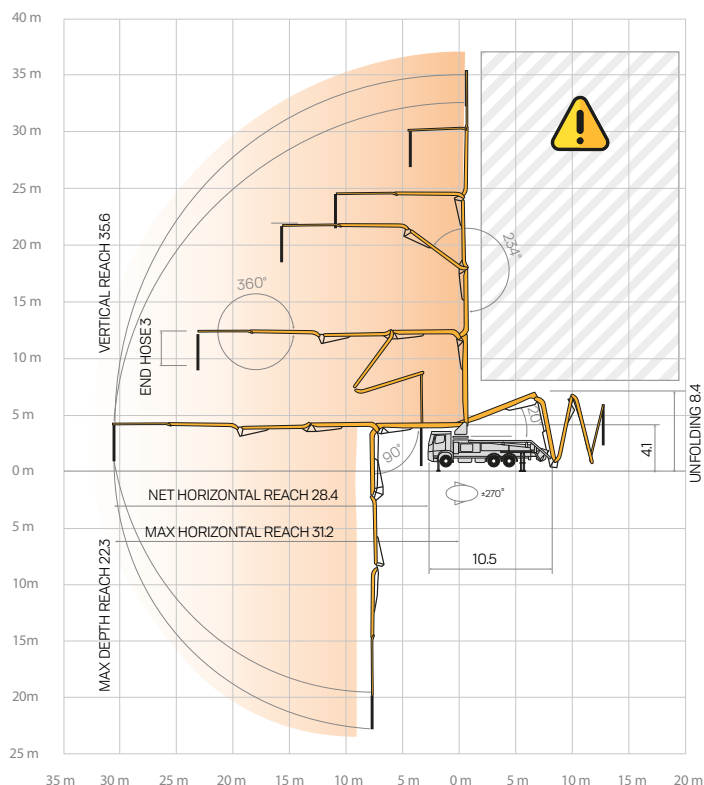 40 m
35 m
30 m
25 m
20 m
15 m
10 m
5 m
0 m
5 m
10 m
15 m
20 m
25 m
VERTICAL REACH 35.6
END HOSE 3
360°
234°
20°
90°
4.1
UNFOLDING 8.4
±270°
NET HORIZONTAL REACH 28.4
MAX HORIZONTAL REACH 31.2
10.5
MAX DEPTH REACH 22.3
35 m 30 m 25 m 20 m 15 m 10 m 5 m 0 m 5 m 10 m 15 m 20 m